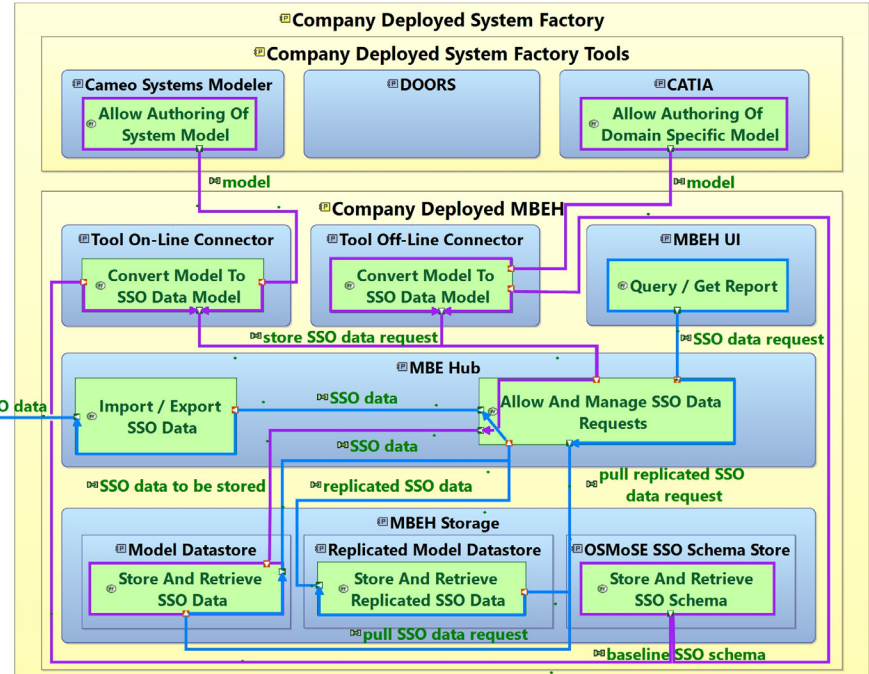 Company Deployed System Factory
Company Deployed System Factory Tools
Cameo Systems Modeler
DOORS
CATIA
Allow Authoring Of
System Model
Allow Authoring Of
Domain Specific Model
model
model
Company Deployed MBEH
Tool On-Line Connector
Tool Off-Line Connector
MBEH UI
Convert Model To
SSO Data Model
Convert Model To
SSO Data Model
Query / Get Report
store SSO data request
SSO data request
MBE Hub
O data
Import / Export
SSO Data
SSO data
Allow And Manage SSO Data
Requests
SSO data
SSO data to be stored
replicated SSO data
pull replicated SSO
data request
MBEH Storage
Model Datastore
Replicated Model Datastore
OSMoSE SSO Schema Store
Store And Retrieve
SSO Data
Store And Retrieve
Replicated SSO Data
Store And Retrieve
SSO Schema
pull SSO data request
baseline SSO schema